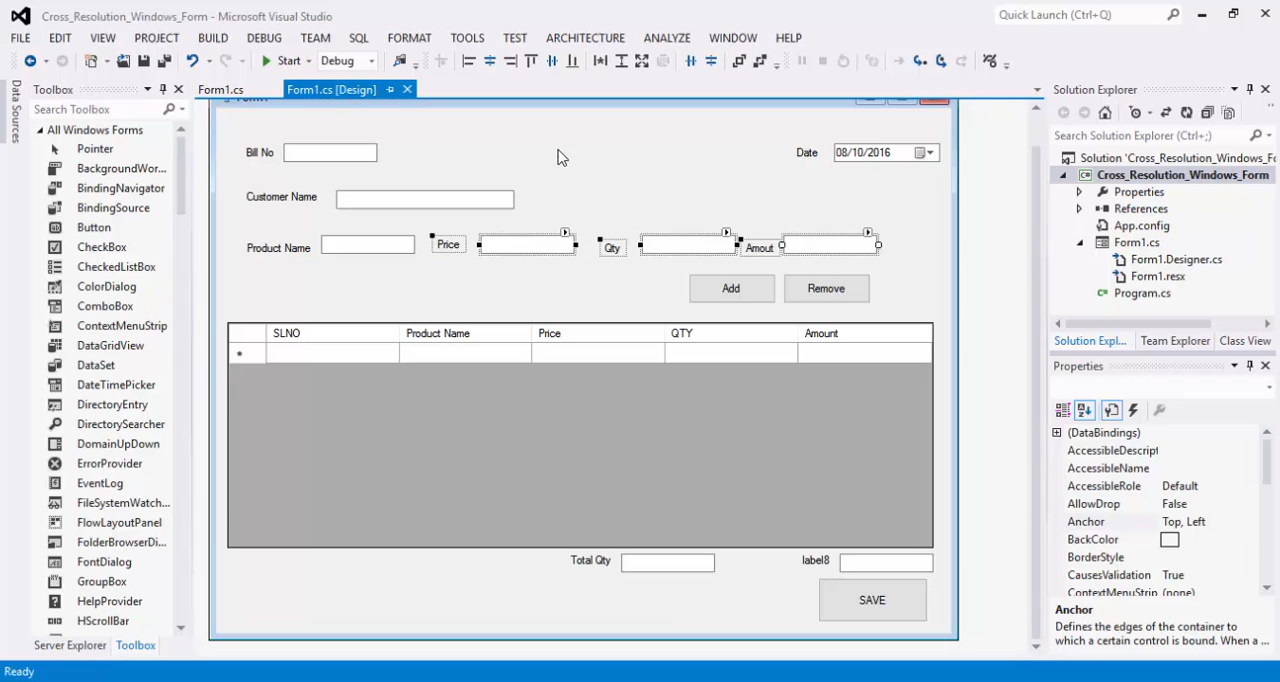 Cross_Resolution_Windows_Form - Microsoft Visual Studio
Quick Launch (Ctrl+Q)
FILE EDIT VIEW PROJECT BUILD DEBUG TEAM SQL FORMAT TOOLS TEST ARCHITECTURE ANALYZE WINDOW HELP
Start Debug
Data Sources
Toolbox
Search Toolbox
All Windows Forms
Pointer
BackgroundWor...
BindingNavigator
BindingSource
Button
CheckBox
CheckedListBox
ColorDialog
ComboBox
ContextMenuStrip
DataGridView
DataSet
DateTimePicker
DirectoryEntry
DirectorySearcher
DomainUpDown
ErrorProvider
EventLog
FileSystemWatch...
FlowLayoutPanel
FolderBrowserDi...
FontDialog
GroupBox
HelpProvider
HScrollBar
Server Explorer Toolbox
Form1.cs Form1.cs [Design]
Bill No
Date 08/10/2016
Customer Name
Product Name Price Qty Amout
Add Remove
SLNO Product Name Price QTY Amount
*
Total Qty label8
SAVE
Solution Explorer
Search Solution Explorer (Ctrl+;)
Solution 'Cross_Resolution_Windows_Fo
Cross_Resolution_Windows_Form
Properties
References
App.config
Form1.cs
Form1.Designer.cs
Form1.resx
Program.cs
Solution Expl... Team Explorer Class View
Properties
(DataBindings)
AccessibleDescript
AccessibleName
AccessibleRole Default
AllowDrop False
Anchor Top, Left
BackColor
BorderStyle
CausesValidation True
ContextMenuStrip (none)
Anchor
Defines the edges of the container to
which a certain control is bound. When a ...
Ready